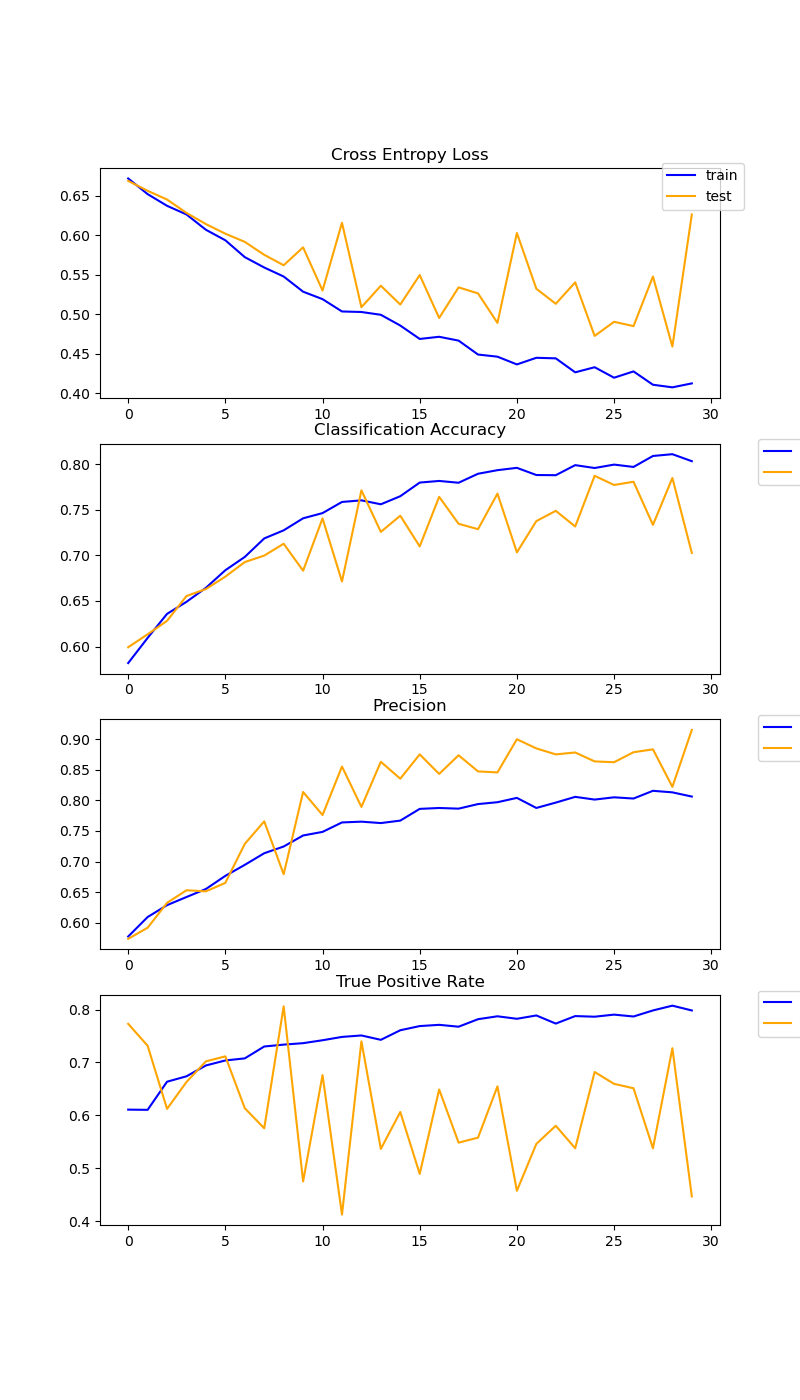 Cross Entropy Loss
train
test
0.65
0.60
0.55
0.50
0.45
0.40
0 5 10 15 20 25 30
Classification Accuracy
0.80
0.75
0.70
0.65
0.60
0 5 10 15 20 25 30
Precision
0.90
0.85
0.80
0.75
0.70
0.65
0.60
0 5 10 15 20 25 30
True Positive Rate
0.8
0.7
0.6
0.5
0.4
0 5 10 15 20 25 30